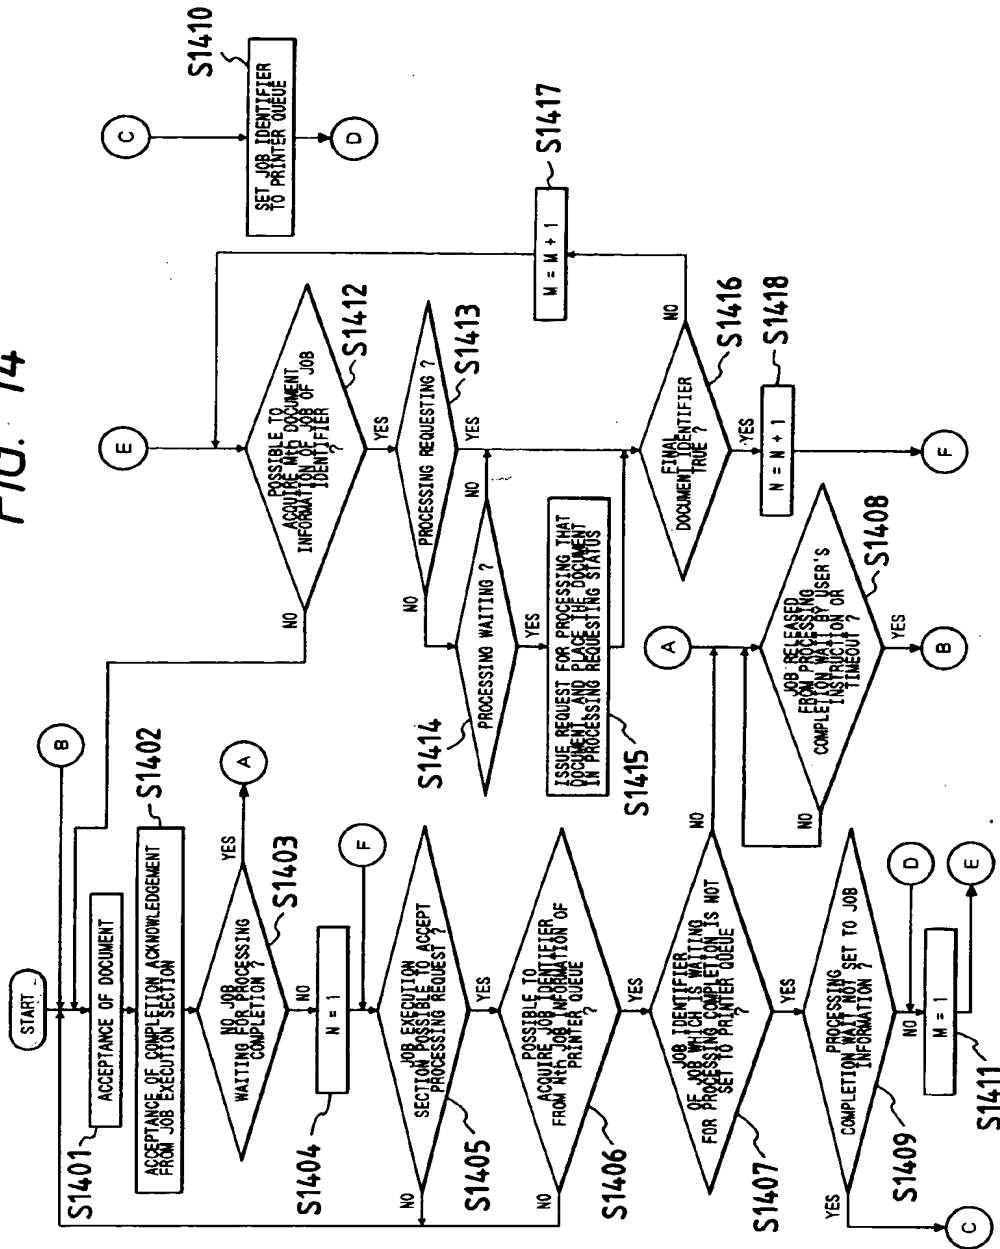 FIG. 14
START
B
S1401
ACCEPTANCE OF DOCUMENT
S1402
ACCEPTANCE OF COMPLETION ACKNOWLEDGEMENT
FROM JOB EXECUTION SECTION
NO JOB
WAITING FOR PROCESSING
COMPLETION ?
S1403
YES
A
NO
S1404
N = 1
F
JOB EXECUTION
SECTION POSSIBLE TO ACCEPT
PROCESSING REQUEST ?
S1405
NO
YES
POSSIBLE TO
ACQUIRE JOB IDENTIFIER
FROM Nth JOB INFORMATION OF
PRINTER QUEUE
?
S1406
NO
YES
JOB IDENTIFIER
OF JOB WHICH IS WAITING
FOR PROCESSING COMPLETION IS NOT
SET TO PRINTER QUEUE
?
S1407
NO
YES
PROCESSING
COMPLETION WAIT NOT SET TO JOB
INFORMATION ?
S1409
YES
C
NO
D
M = 1
S1411
E
A
JOB RELEASED
FROM PROCESSING
COMPLETION WAIT BY USER'S
INSTRUCTION OR
TIMEOUT ?
S1408
NO
YES
B
E
POSSIBLE TO
ACQUIRE Mth DOCUMENT
INFORMATION OF JOB OF JOB
IDENTIFIER
?
S1412
NO
YES
PROCESSING REQUESTING ?
S1413
NO
YES
PROCESSING WAITING ?
S1414
NO
YES
ISSUE REQUEST FOR PROCESSING THAT
DOCUMENT, AND PLACE THE DOCUMENT
IN PROCESSING REQUESTING STATUS
S1415
FINAL
DOCUMENT IDENTIFIER
TRUE ?
S1416
NO
M = M + 1
S1417
YES
N = N + 1
S1418
F
C
S1410
SET JOB IDENTIFIER
TO PRINTER QUEUE
D